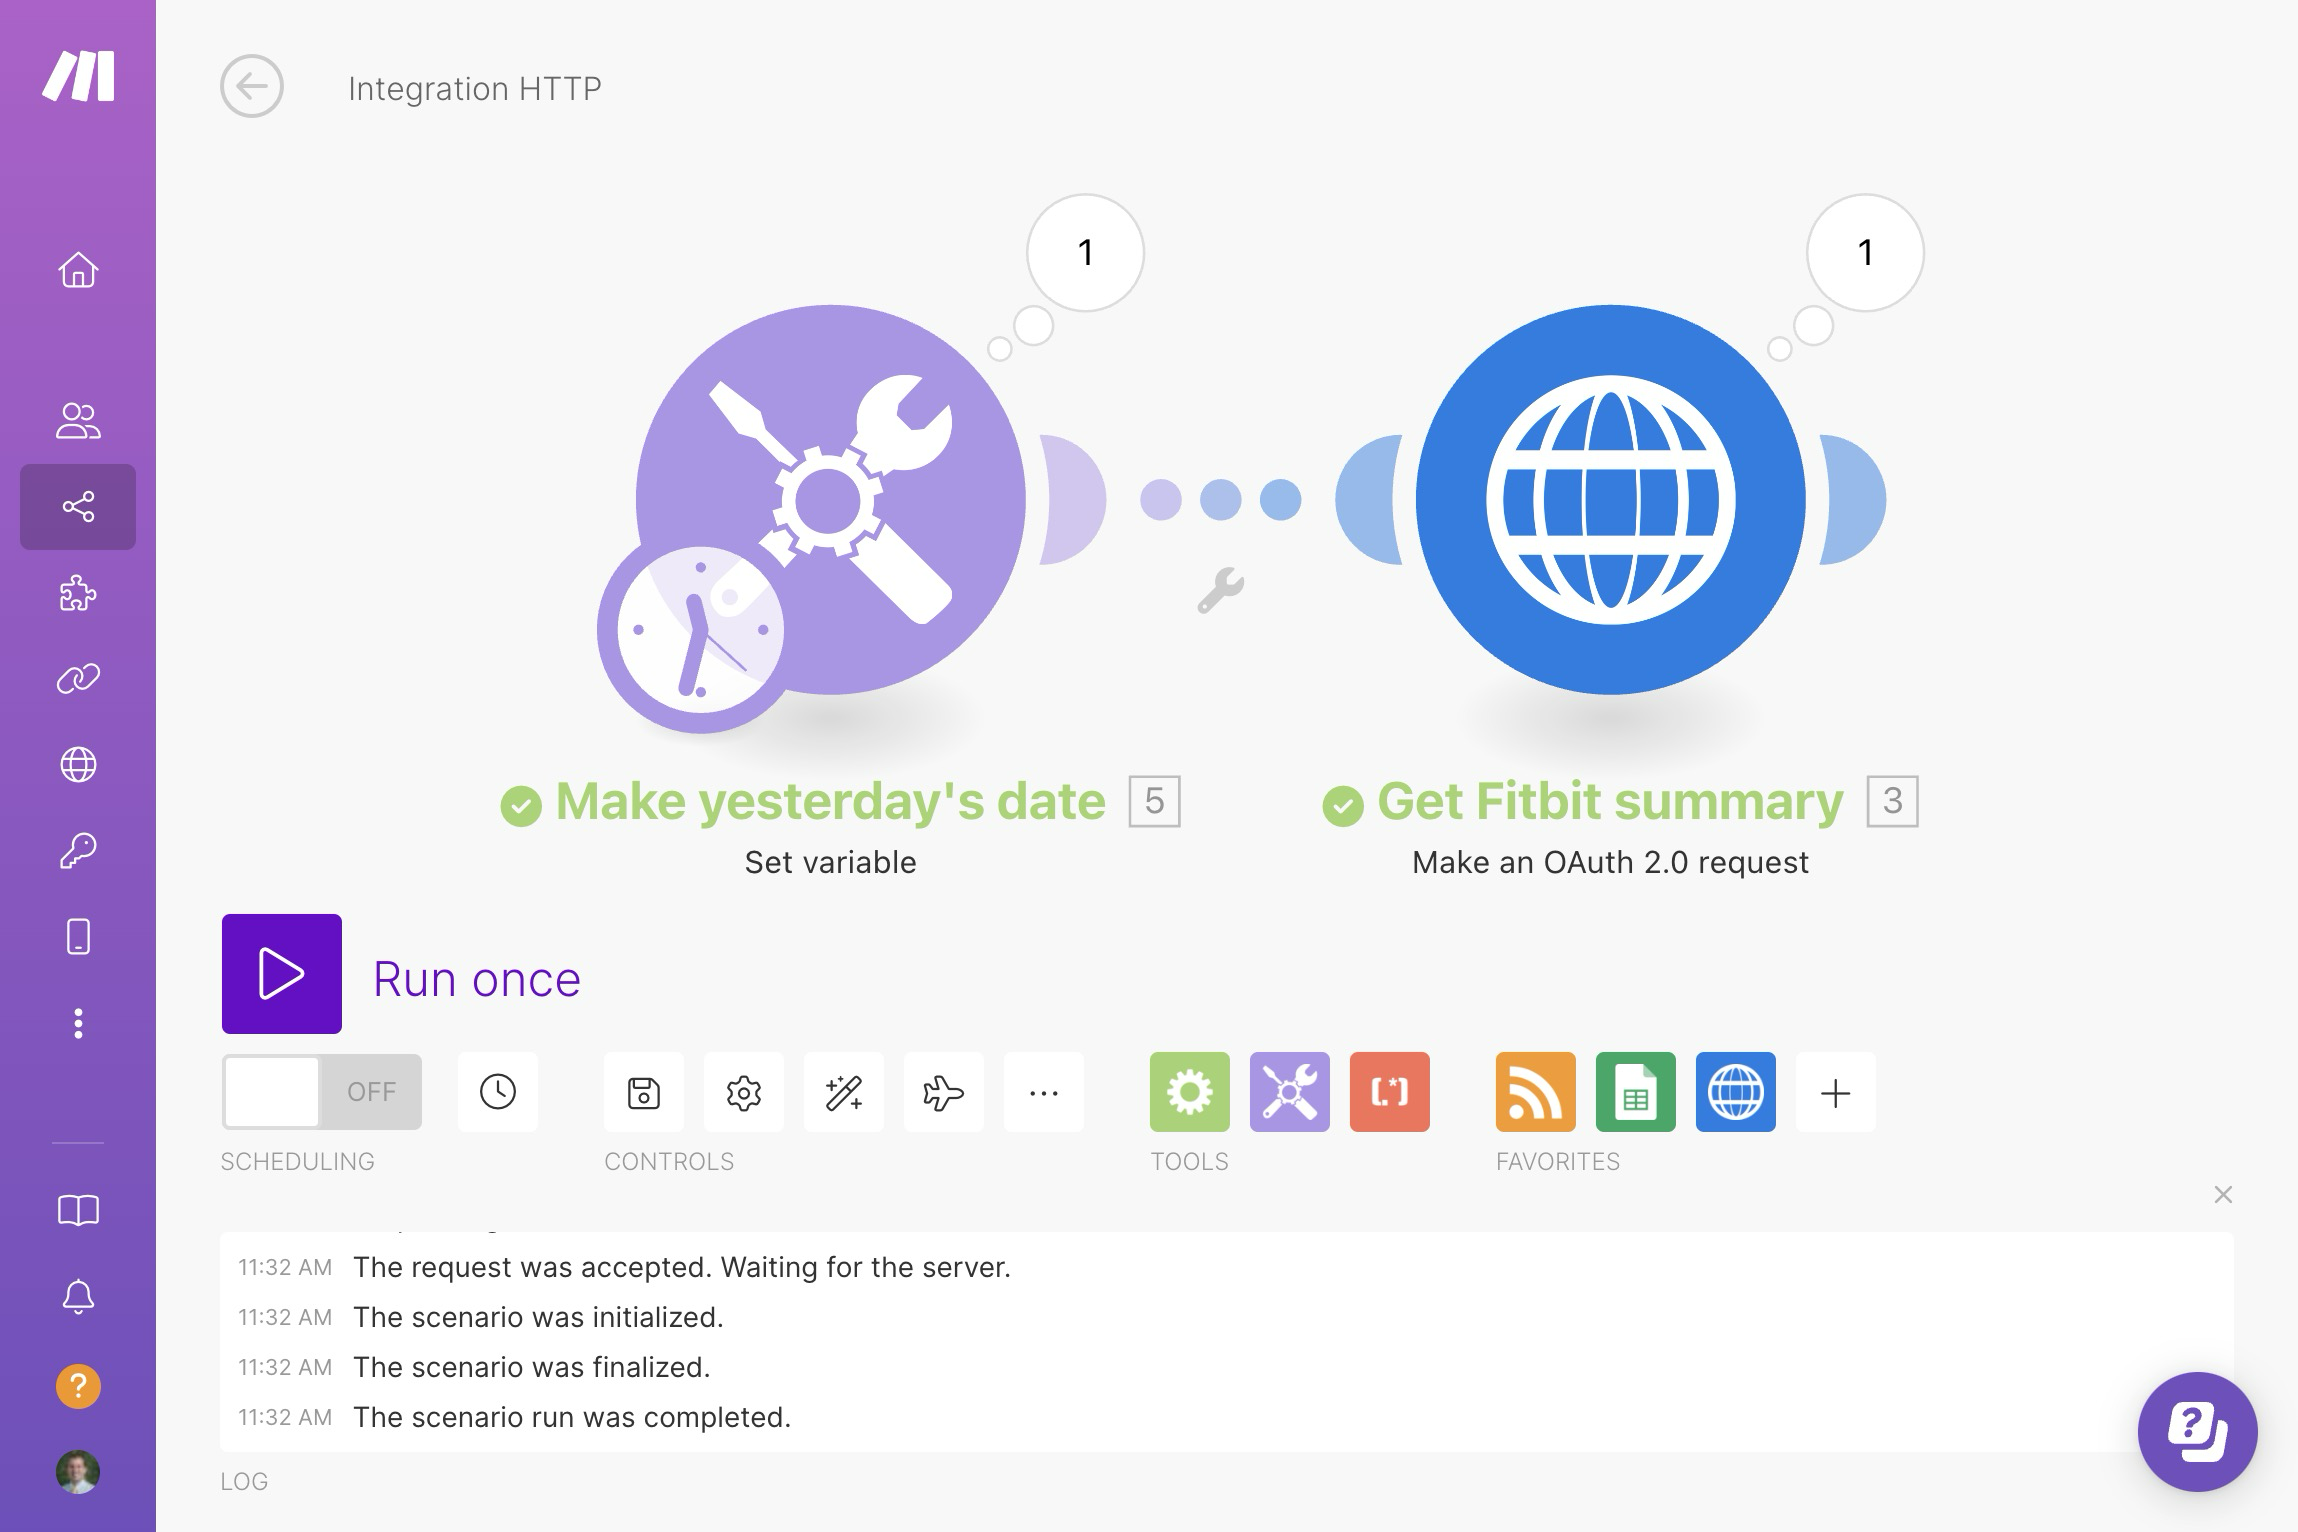 Integration HTTP
1
1
Make yesterday's date 5
Set variable
Get Fitbit summary 3
Make an OAuth 2.0 request
Run once
OFF
SCHEDULING
CONTROLS
TOOLS
FAVORITES
11:32 AM The request was accepted. Waiting for the server.
11:32 AM The scenario was initialized.
11:32 AM The scenario was finalized.
11:32 AM The scenario run was completed.
LOG